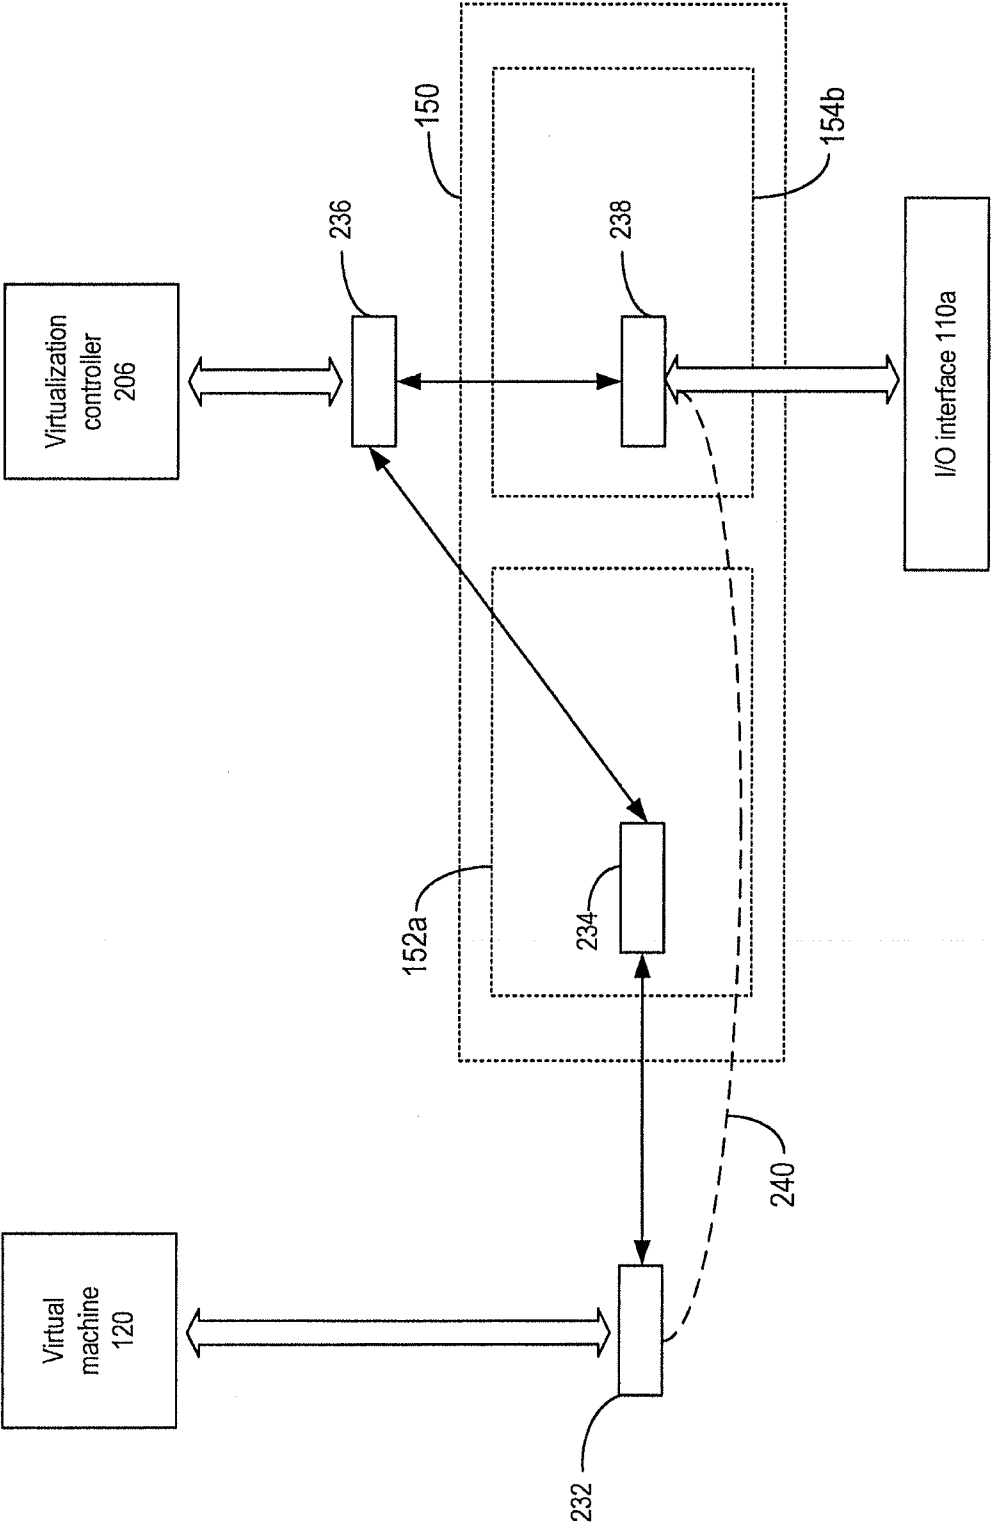 Virtual
machine
120
Virtualization
controller
206
232
234
236
238
152a
150
154b
240
I/O interface 110a